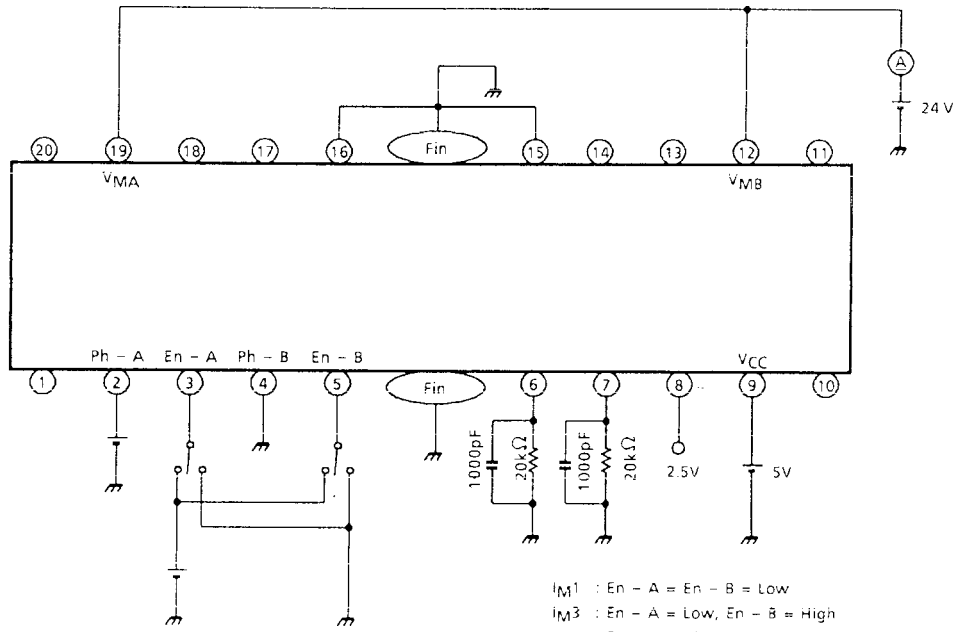 A
24 V
20 19 18 17 16 Fin 15 14 13 12 11
VMA VMB
Ph - A En - A Ph - B En - B VCC
1 2 3 4 5 Fin 6 7 8 9 10
1000pF 20kΩ 1000pF 20kΩ 2.5V 5V
IM1 : En - A = En - B = Low
IM3 : En - A = Low, En - B = High